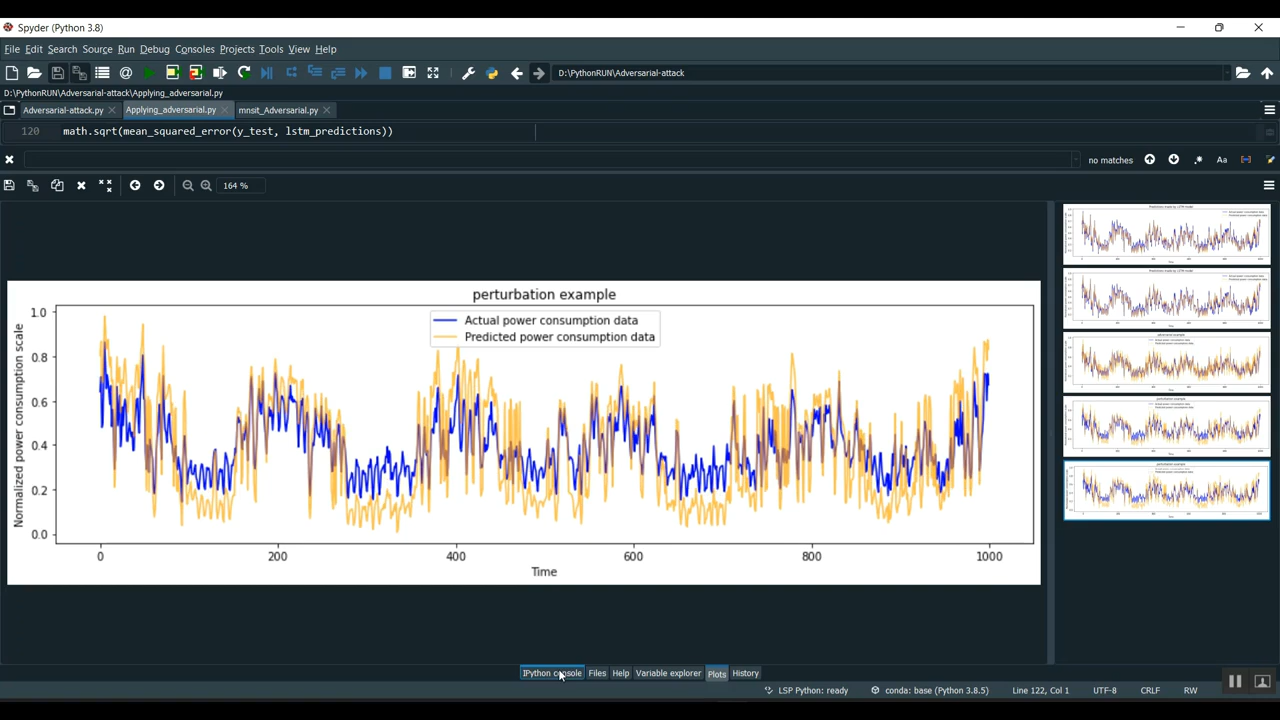 Spyder (Python 3.8)
File Edit Search Source Run Debug Consoles Projects Tools View Help
D:\PythonRUN\Adversarial-attack
D:\PythonRUN\Adversarial-attack\Applying_adversarial.py
Adversarial-attack.py Applying_adversarial.py mnsit_Adversarial.py
120 math.sqrt(mean_squared_error(y_test, lstm_predictions))
no matches Aa
164 %
perturbation example
Actual power consumption data
Predicted power consumption data
Normalized power consumption scale
1.0
0.8
0.6
0.4
0.2
0.0
0 200 400 600 800 1000
Time
IPython console Files Help Variable explorer Plots History
LSP Python: ready conda: base (Python 3.8.5) Line 122, Col 1 UTF-8 CRLF RW